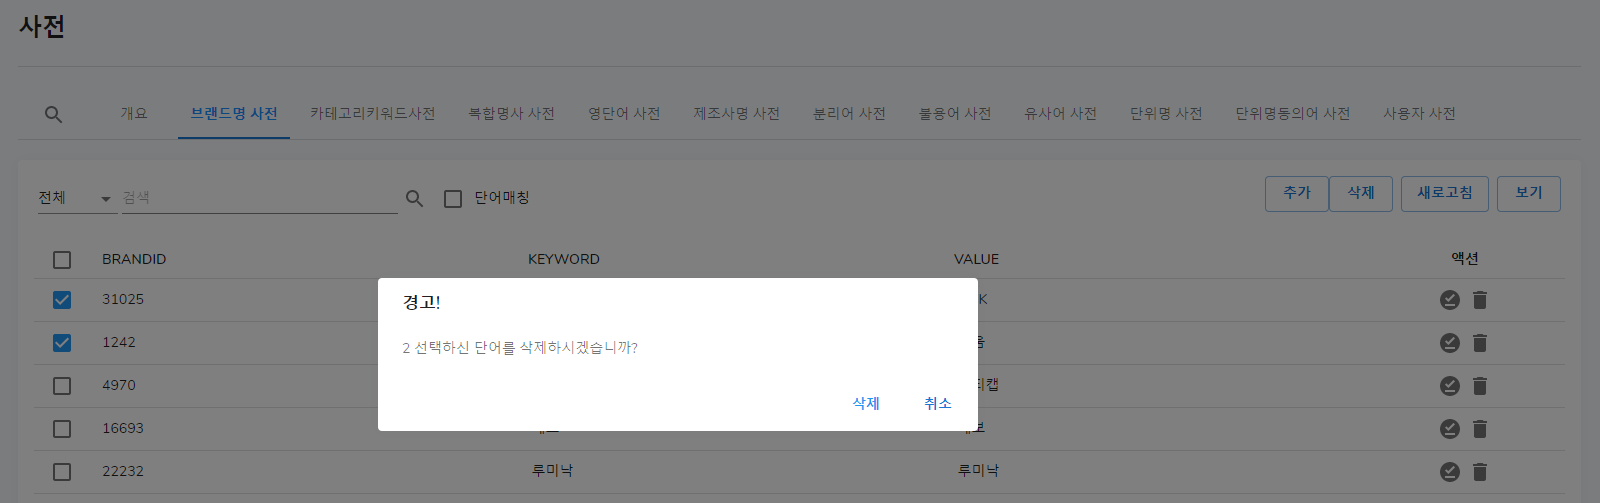 사전
개요 브랜드명 사전 카테고리키워드사전 복합명사 사전 영단어 사전 제조사명 사전 분리어 사전 불용어 사전 유사어 사전 단위명 사전 단위명동의어 사전 사용자 사전
전체 검색 단어매칭 추가 삭제 새로고침 보기
BRANDID KEYWORD VALUE 액션
경고!
2 선택하신 단어를 삭제하시겠습니까?
삭제 취소
31025 K
1242
4970 캡
16693 보
22232 루미낙 루미낙